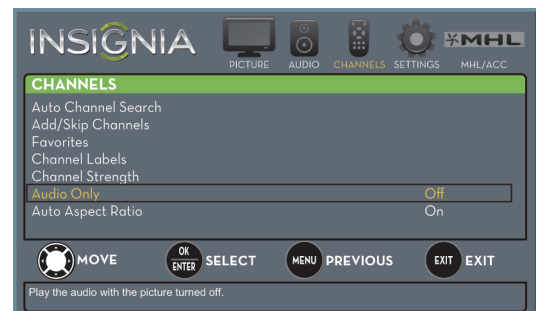 INSIGNIA
PICTURE AUDIO CHANNELS SETTINGS MHL MHL/ACC
CHANNELS
Auto Channel Search
Add/Skip Channels
Favorites
Channel Labels
Channel Strength
Audio Only Off
Auto Aspect Ratio On
MOVE OK ENTER SELECT MENU PREVIOUS EXIT EXIT
Play the audio with the picture turned off.